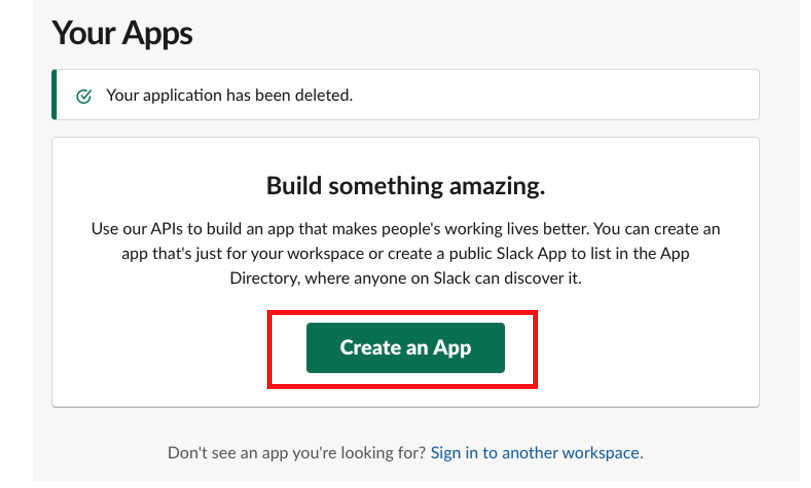 Your Apps
Your application has been deleted.
Build something amazing.
Use our APIs to build an app that makes people's working lives better. You can create an
app that's just for your workspace or create a public Slack App to list in the App
Directory, where anyone on Slack can discover it.
Create an App
Don't see an app you're looking for? Sign in to another workspace.